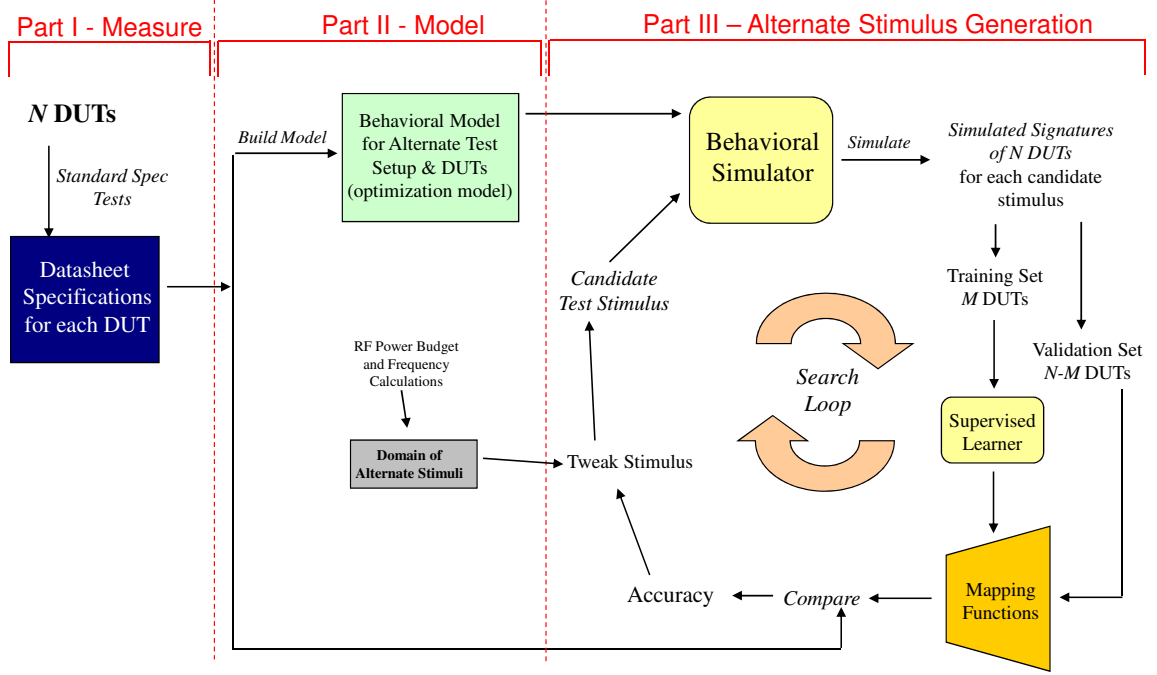 Part I - Measure
Part II - Model
Part III – Alternate Stimulus Generation
N DUTs
Standard Spec
Tests
Datasheet
Specifications
for each DUT
Build Model
Behavioral Model
for Alternate Test
Setup & DUTs
(optimization model)
RF Power Budget
and Frequency
Calculations
Domain of
Alternate Stimuli
Behavioral
Simulator
Simulate
Simulated Signatures
of N DUTs
for each candidate
stimulus
Candidate
Test Stimulus
Training Set
M DUTs
Validation Set
N-M DUTs
Search
Loop
Supervised
Learner
Tweak Stimulus
Mapping
Functions
Compare
Accuracy